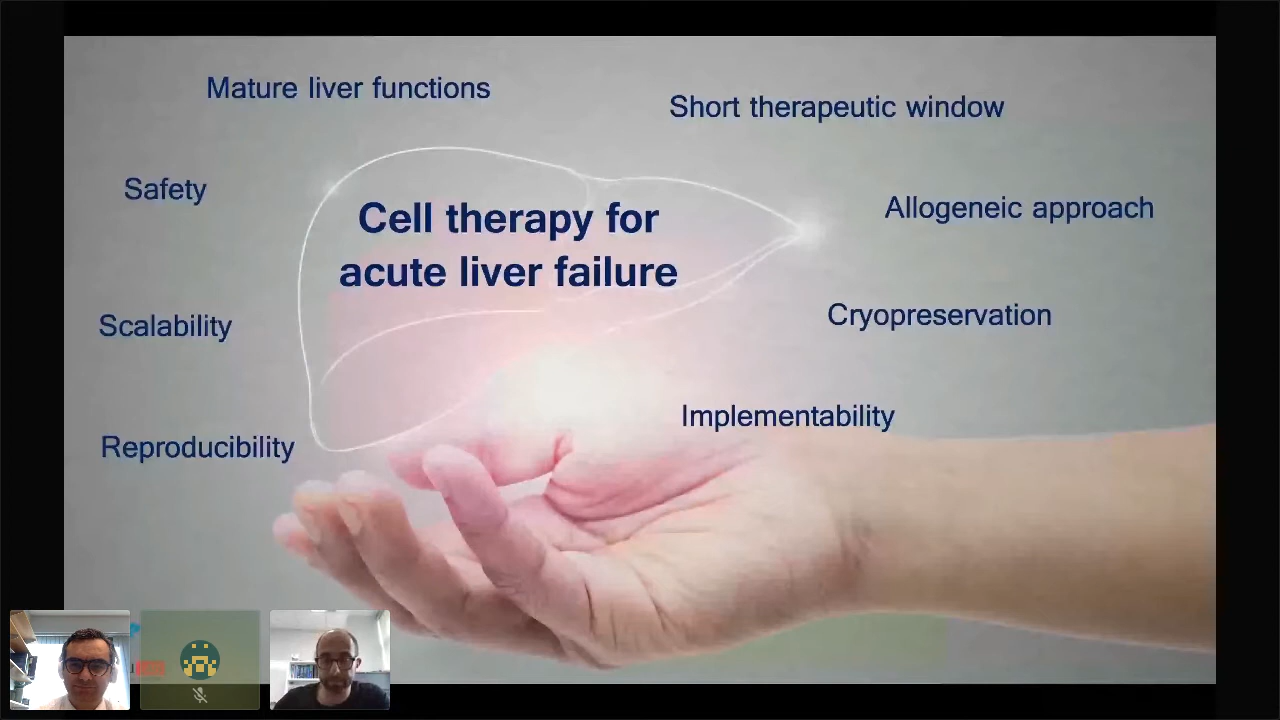 Mature liver functions
Short therapeutic window
Safety
Allogeneic approach
Cell therapy for
acute liver failure
Scalability
Cryopreservation
Implementability
Reproducibility